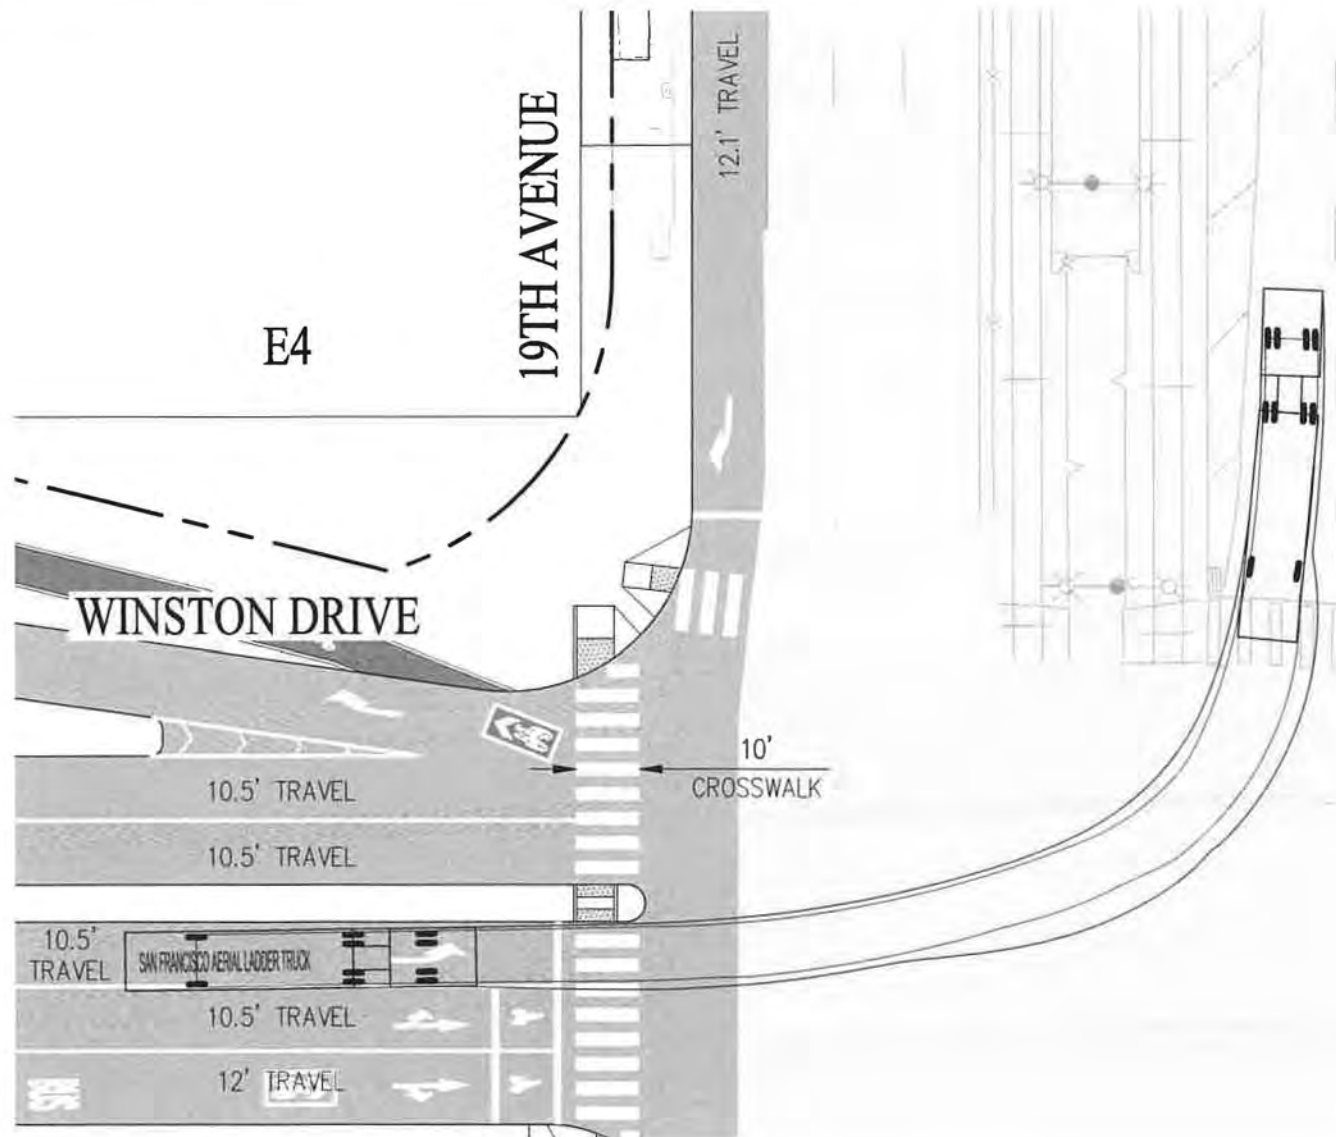 12.1' TRAVEL
19TH AVENUE
E4
WINSTON DRIVE
10'
CROSSWALK
10.5' TRAVEL
10.5' TRAVEL
10.5'
TRAVEL
SAN FRANCISCO AERIAL LADDER TRUCK
10.5' TRAVEL
12' TRAVEL
BUS